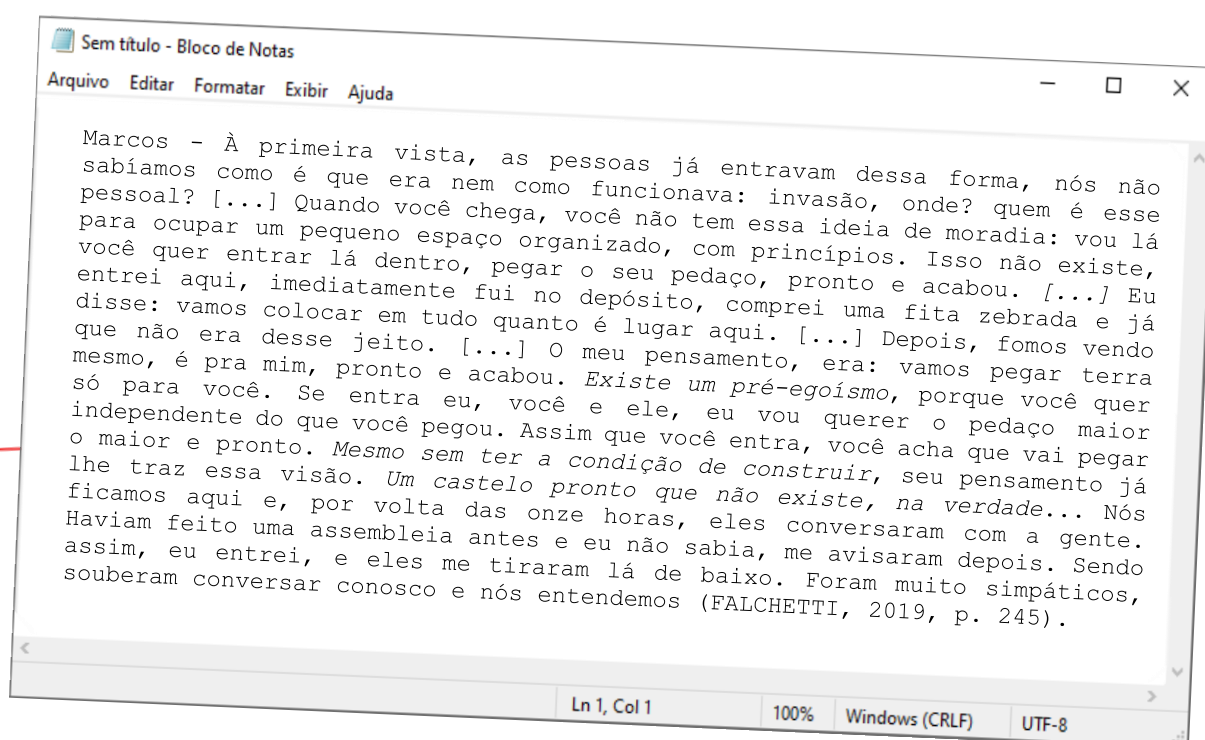 Sem título - Bloco de Notas
Arquivo Editar Formatar Exibir Ajuda
Marcos - À primeira vista, as pessoas já entravam dessa forma, nós não
sabíamos como é que era nem como funcionava: invasão, onde? quem é esse
pessoal? [...] Quando você chega, você não tem essa ideia de moradia: vou lá
para ocupar um pequeno espaço organizado, com princípios. Isso não existe,
você quer entrar lá dentro, pegar o seu pedaço, pronto e acabou. [...] Eu
entrei aqui, imediatamente fui no depósito, comprei uma fita zebrada e já
disse: vamos colocar em tudo quanto é lugar aqui. [...] Depois, fomos vendo
que não era desse jeito. [...] O meu pensamento, era: vamos pegar terra
mesmo, é pra mim, pronto e acabou. Existe um pré-egoísmo, porque você quer
só para você. Se entra eu, você e ele, eu vou querer o pedaço maior
independente do que você pegou. Assim que você entra, você acha que vai pegar
o maior e pronto. Mesmo sem ter a condição de construir, seu pensamento já
lhe traz essa visão. Um castelo pronto que não existe, na verdade... Nós
ficamos aqui e, por volta das onze horas, eles conversaram com a gente.
Haviam feito uma assembleia antes e eu não sabia, me avisaram depois. Sendo
assim, eu entrei, e eles me tiraram lá de baixo. Foram muito simpáticos,
souberam conversar conosco e nós entendemos (FALCHETTI, 2019, p. 245).
Ln 1, Col 1 100% Windows (CRLF) UTF-8